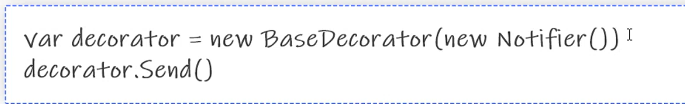 var decorator = new BaseDecorator(new Notifier())
decorator.Send()